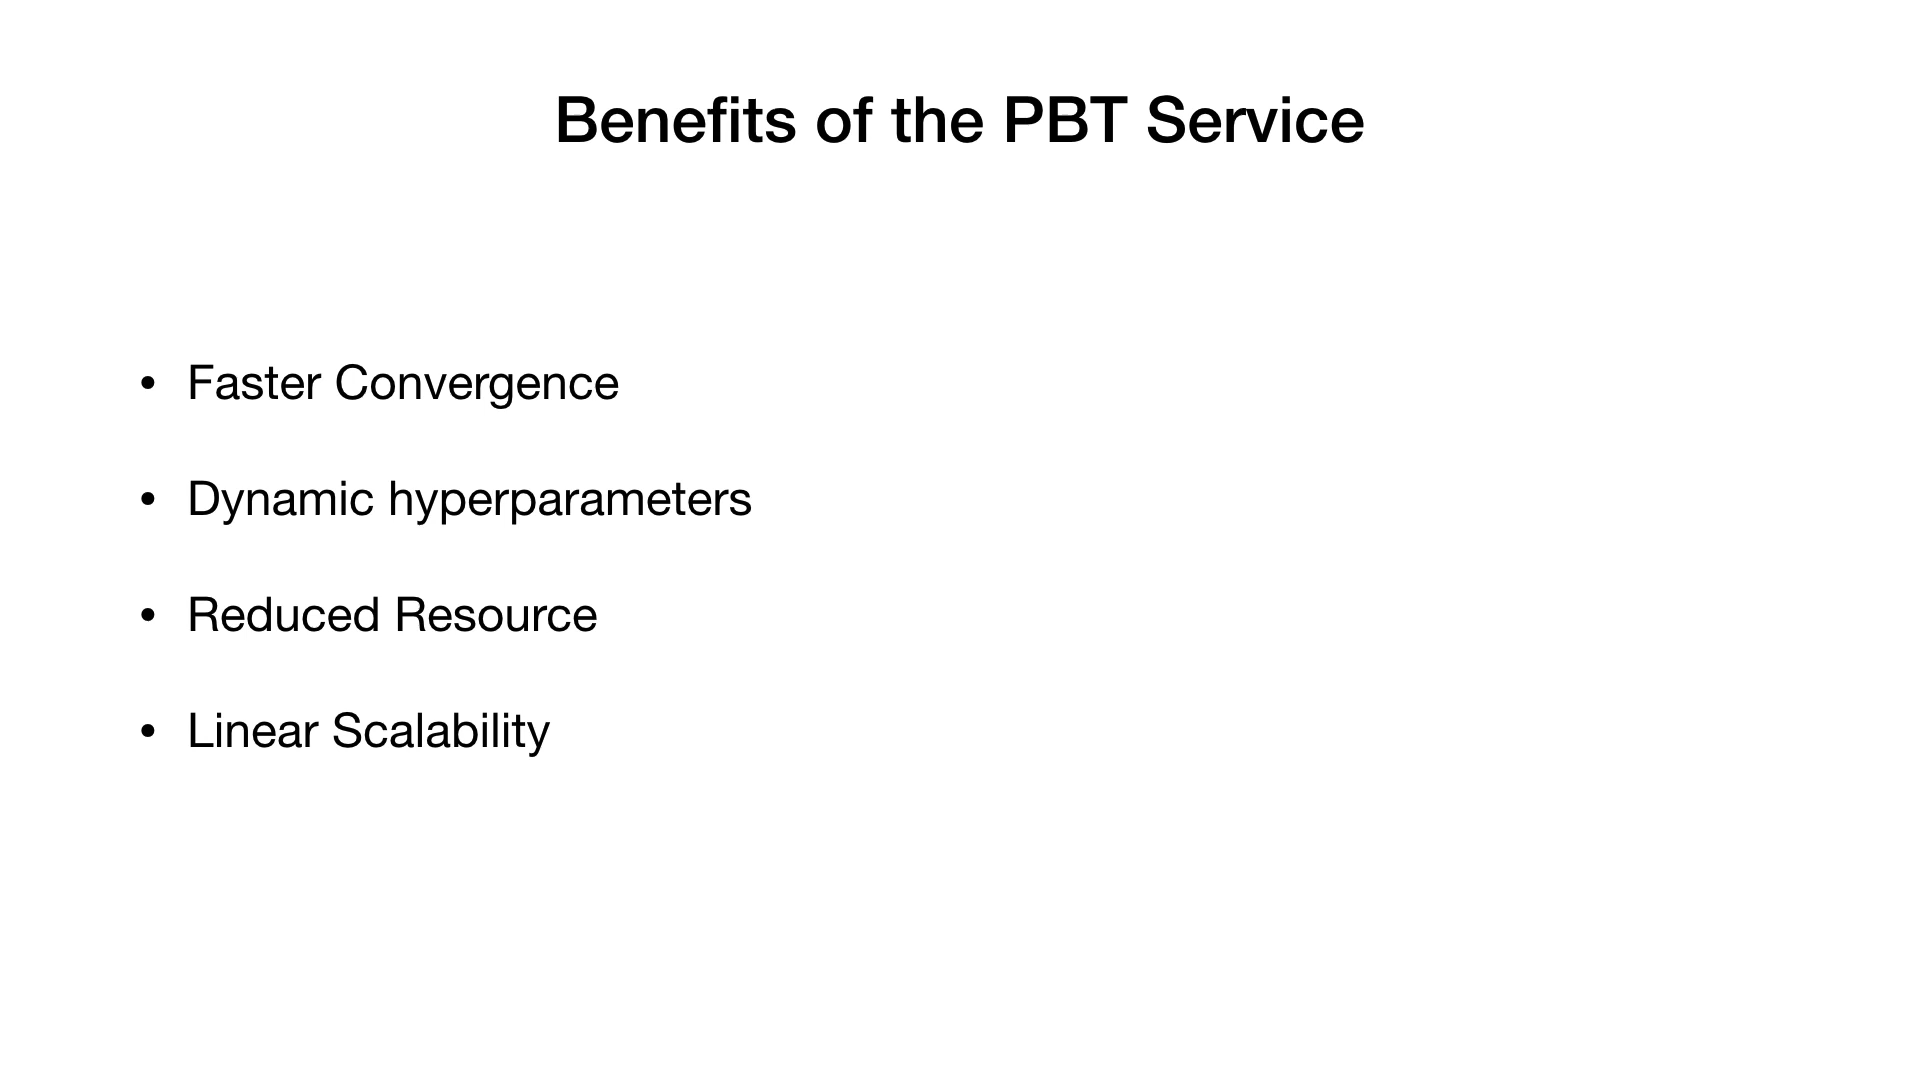 Benefits of the PBT Service
• Faster Convergence
• Dynamic hyperparameters
• Reduced Resource
• Linear Scalability